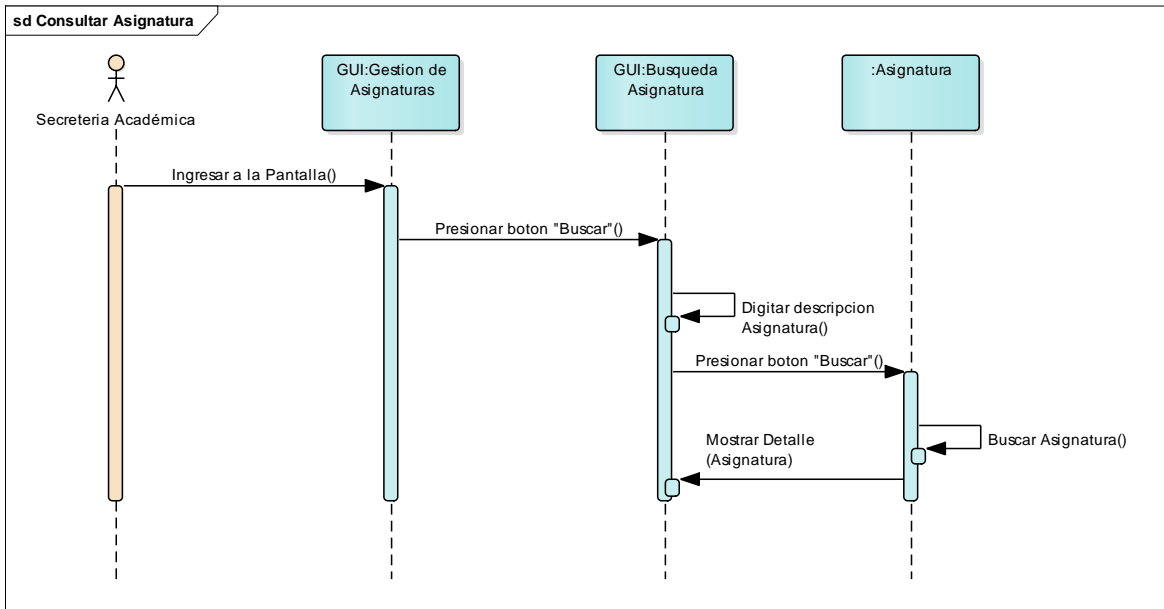 sd Consultar Asignatura
Secreteria Académica
GUI:Gestion de
Asignaturas
GUI:Busqueda
Asignatura
:Asignatura
Ingresar a la Pantalla()
Presionar boton "Buscar"()
Digitar descripcion
Asignatura()
Presionar boton "Buscar"()
Buscar Asignatura()
Mostrar Detalle
(Asignatura)